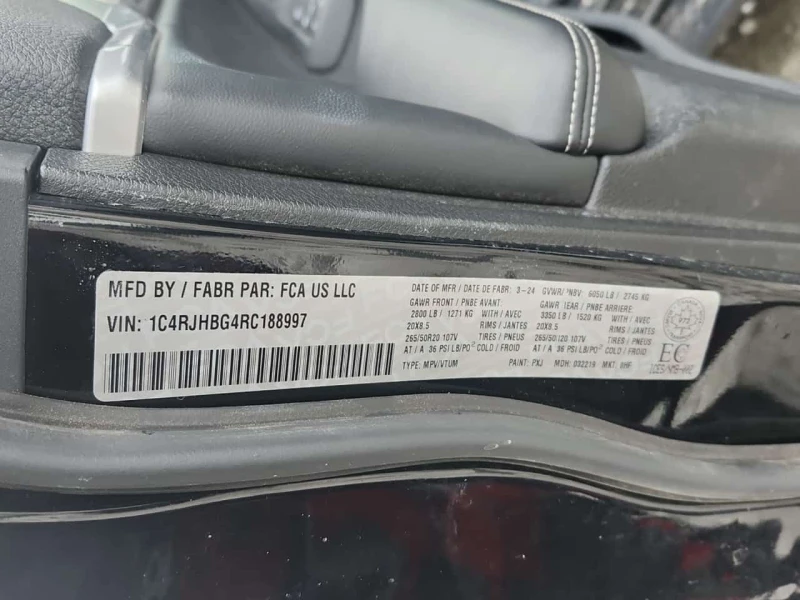 MFD BY / FABR PAR: FCA US LLC
VIN: 1C4RJHBG4RC188997
DATE OF MFR / DATE DE FABR: 3-24 GVWR/ 6050 LB / 2745 KG
GAWR FRONT / PNBE AVANT: GAWR / PNBE ARRIERE:
2800 LB / 1271 KG WITH / AVEC 3350 LB / 1520 KG WITH / AVEC
20X8.5 RIMS / JANTES 20X8.5 RIMS / JANTES
265/50R20 107V TIRES / PNEUS 265/50R20 107V TIRES / PNEUS
AT / A 36 PSI LB/PO² COLD / FROID AT / A 36 PSI LB/PO² COLD / FROID
TYPE: MPV/VTUM PAINT: PXJ MDH: 032219 MKT:
EC